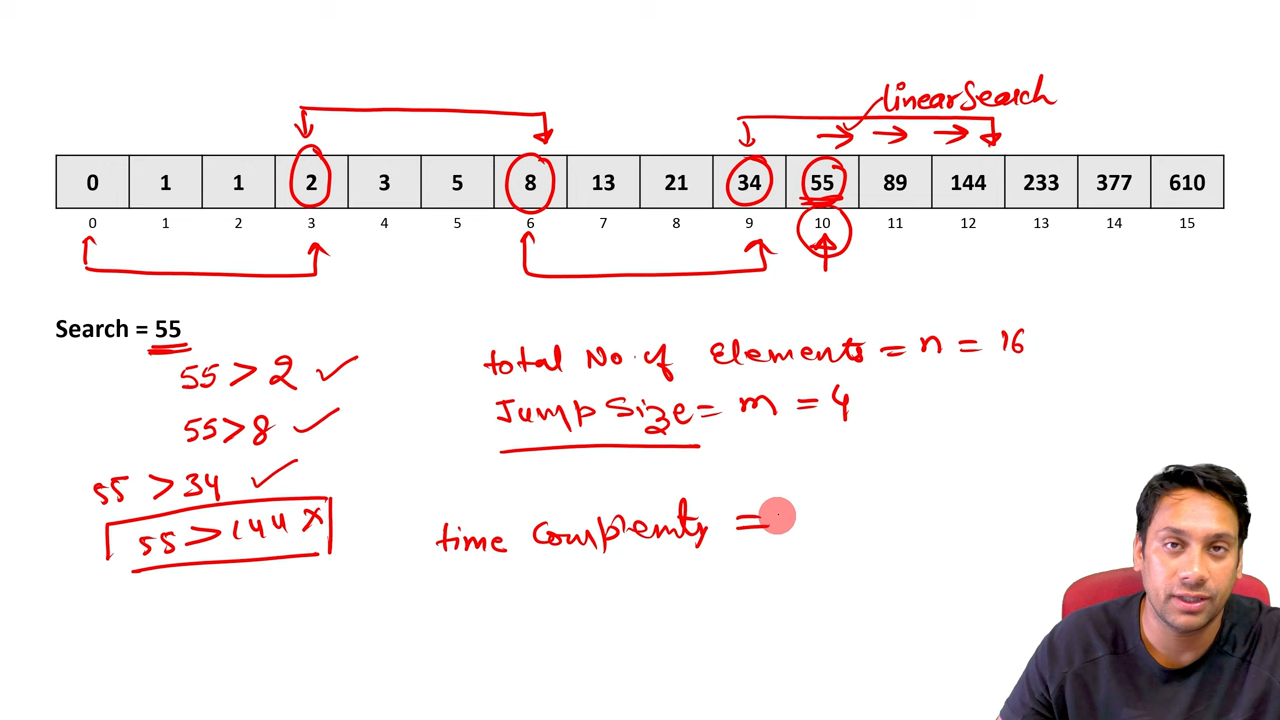 linearSearch
0 1 1 2 3 5 8 13 21 34 55 89 144 233 377 610
0 1 2 3 4 5 6 7 8 9 10 11 12 13 14 15
Search = 55
55 > 2 ✓
55 > 8 ✓
55 > 34 ✓
55 > 144 ×
total No. of Elements = n = 16
Jump Size = m = 4
time complexity =